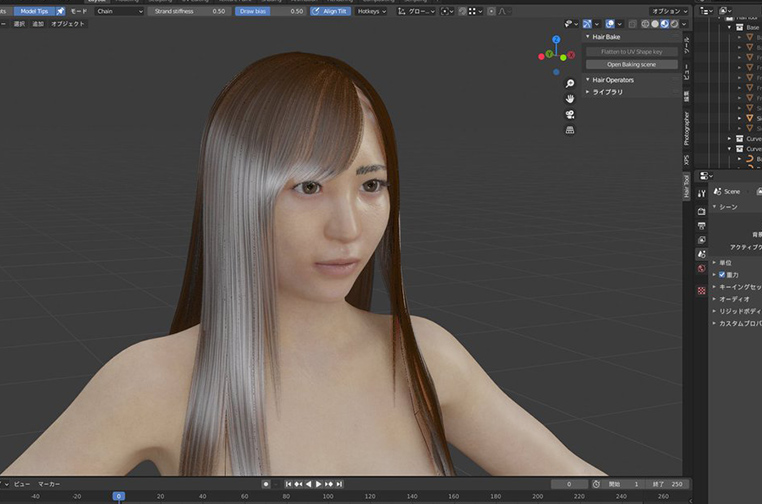 Model Tips モード Chain Strand stiffness 0.50 Draw bias 0.50 Align Tilt Hotkeys グロー...
選択 追加 オブジェクト オプション
Hair Bake
Flatten to UV Shape key
Open Baking scene
Hair Operators
ライブラリ
Z
Y
ツール
ビュー
編集
Photographer
XPS
Hair Tool
Base
Curve
Curve
Scene
シーン
アクティブク
単位
重力
キーイングセッ
オーディオ
リジッドボディ
カスタムプロパ
ビュー マーカー 0 開始 1 終了 250
-40 -20 0 20 40 60 80 100 120 140 160 180 200 220 240 260